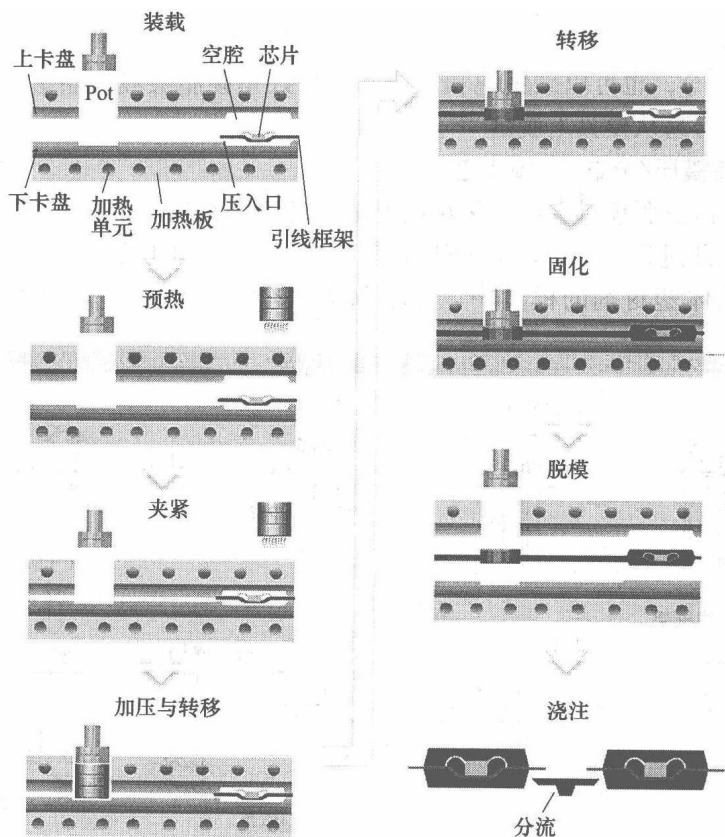 装载
上卡盘
Pot
空腔
芯片
下卡盘
加热
单元
加热板
压入口
引线框架
预热
夹紧
加压与转移
转移
固化
脱模
浇注
分流